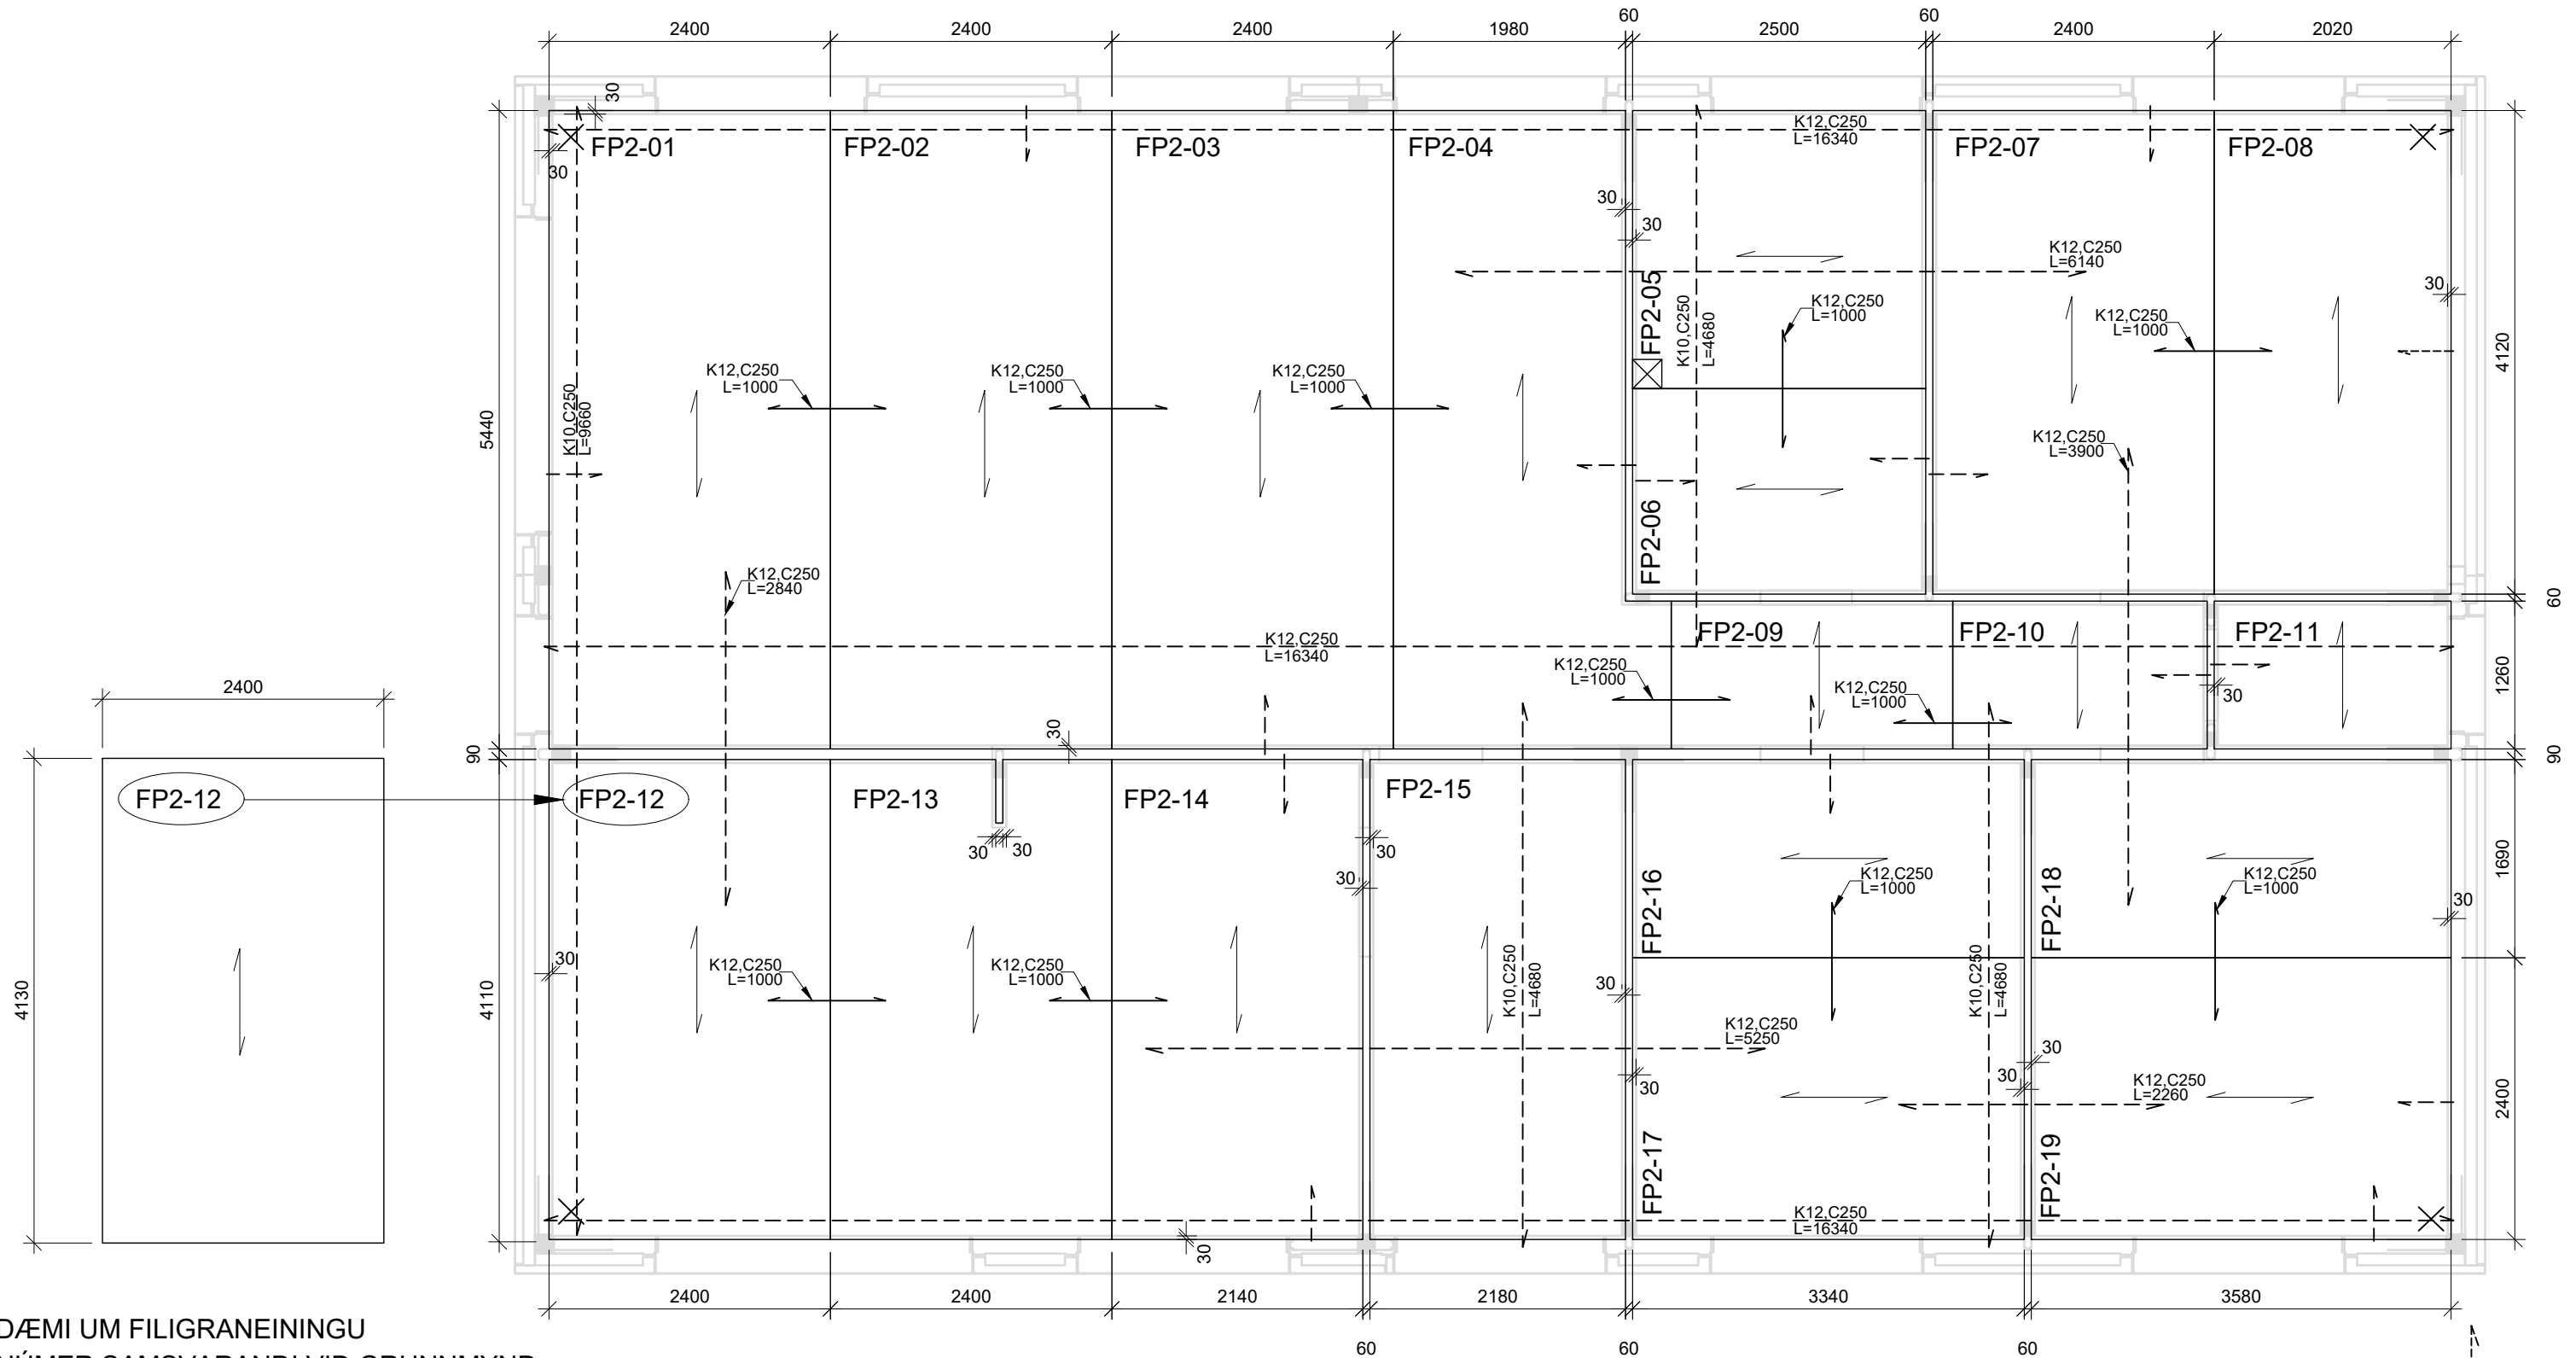 60 60
2400 2400 2400 1980 2500 2400 2020
30
30
FP2-01 FP2-02 FP2-03 FP2-04 FP2-07 FP2-08
K12,C250
L=16340
30
30
K12,C250
L=6140
30
FP2-05
K10,C250
L=4680
K12,C250
L=1000
K12,C250
L=1000
4120
K12,C250
L=1000
K12,C250
L=1000
K12,C250
L=1000
K10,C250
L=9660
5440
K12,C250
L=3900
FP2-06
K12,C250
L=2840
60
FP2-09 FP2-10 FP2-11
K12,C250
L=16340
K12,C250
L=1000
K12,C250
L=1000
30
1260
2400
30
90
90
FP2-12
FP2-12 FP2-13 FP2-14 FP2-15
30 30
30
30
FP2-16
K12,C250
L=1000
FP2-18
K12,C250
L=1000
30
1690
30
K12,C250
L=1000
K12,C250
L=1000
K10,C250
L=4680
30
K10,C250
L=4680
4130
4110
K12,C250
L=5250
30
30
30
K12,C250
L=2260
2400
FP2-17
FP2-19
K12,C250
L=16340
30
2400 2400 2140 2180 3340 3580
60 60 60
DÆMI UM FILIGRANEININGU